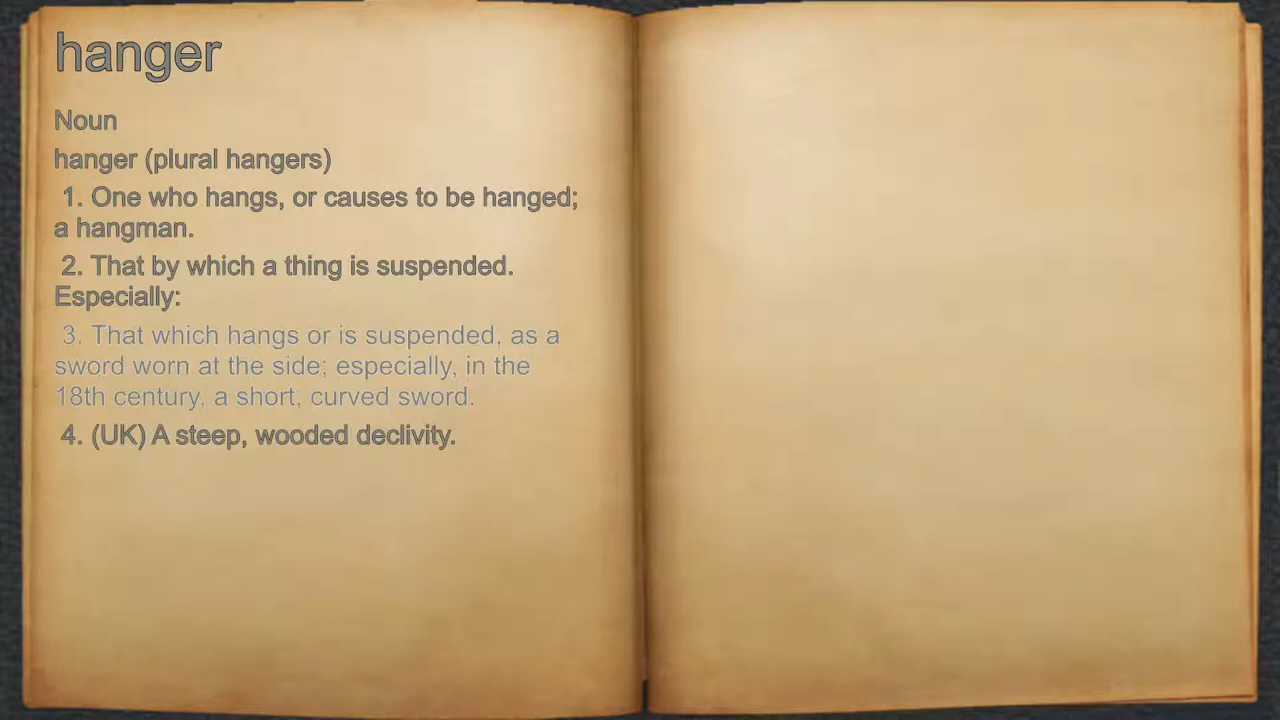 hanger
Noun
hanger (plural hangers)
1. One who hangs, or causes to be hanged;
a hangman.
2. That by which a thing is suspended.
Especially:
3. That which hangs or is suspended, as a
sword worn at the side; especially, in the
18th century, a short, curved sword.
4. (UK) A steep, wooded declivity.